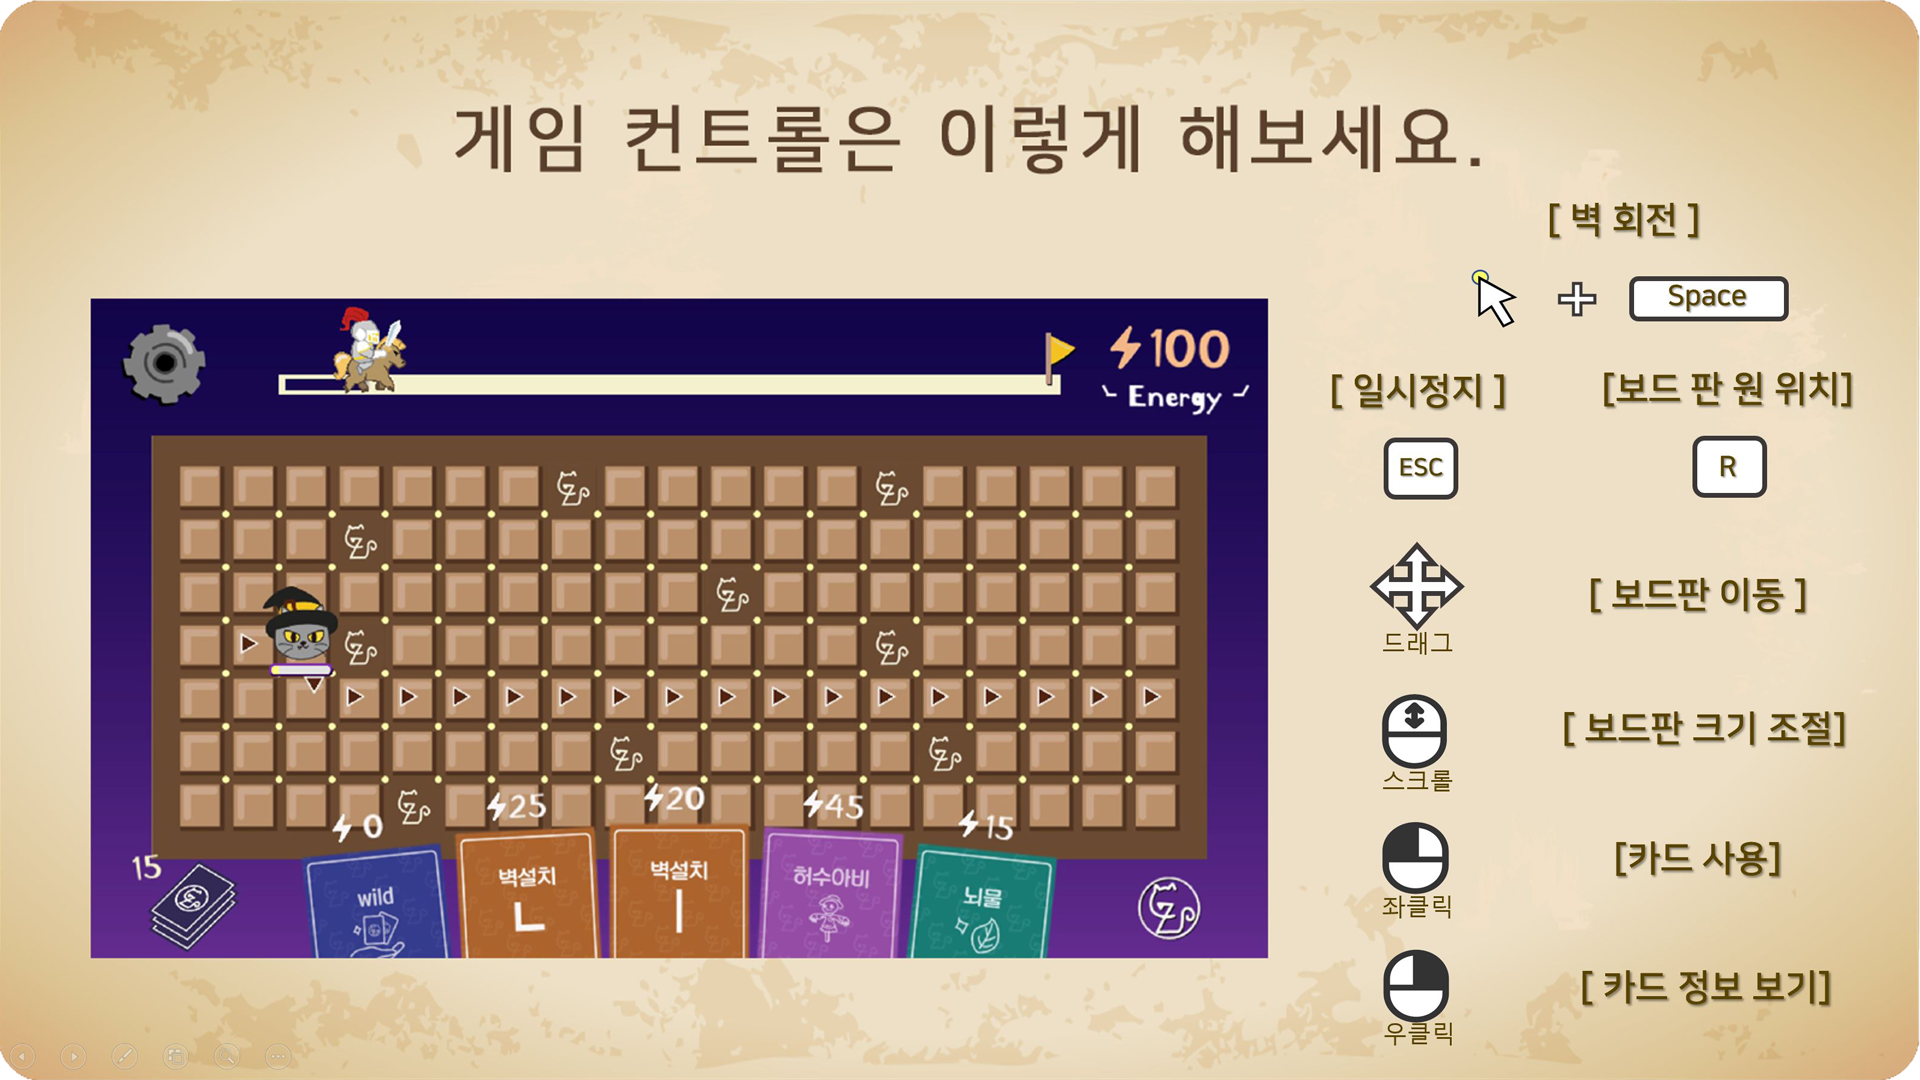 게임 컨트롤은 이렇게 해보세요.
[ 벽 회전 ]
Space
[ 일시정지 ]
[보드 판 원 위치]
ESC
R
드래그
[ 보드판 이동 ]
스크롤
[ 보드판 크기 조절]
좌클릭
[카드 사용]
우클릭
[ 카드 정보 보기]
100
Energy
0
25
20
45
15
15
wild
벽설치
벽설치
허수아비
뇌물